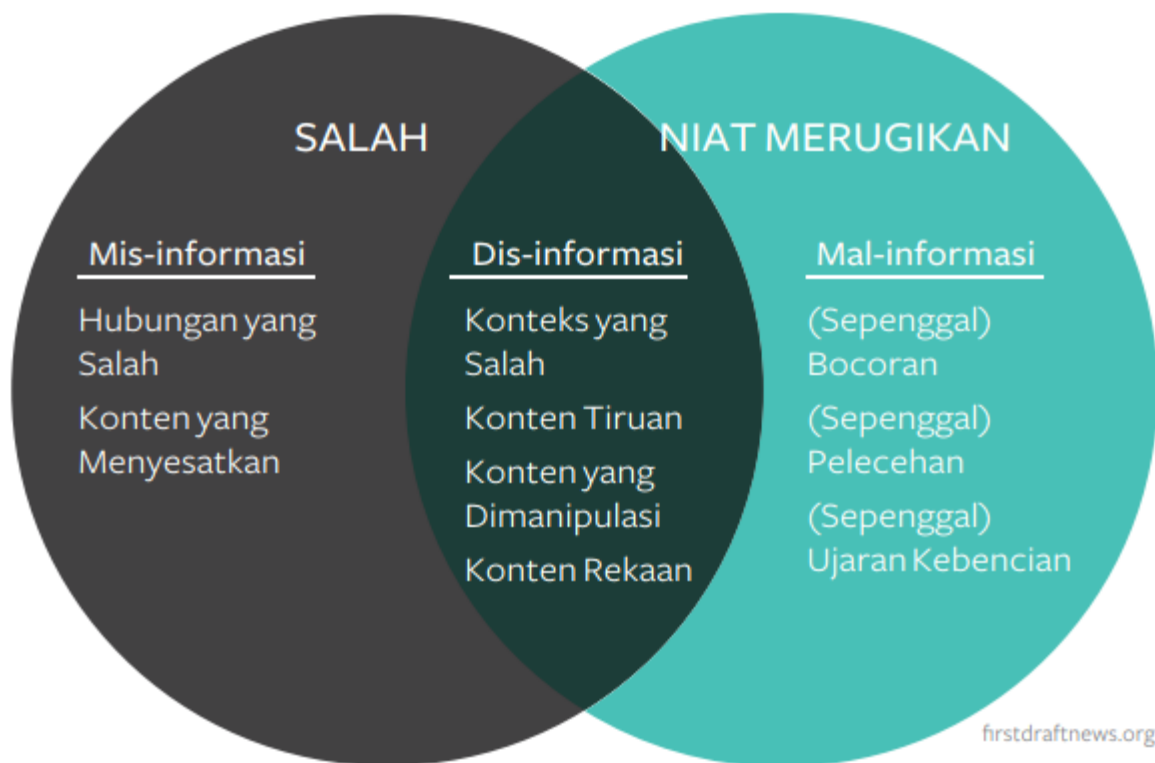 SALAH
NIAT MERUGIKAN
Mis-informasi
Hubungan yang
Salah
Konten yang
Menyesatkan
Dis-informasi
Konteks yang
Salah
Konten Tiruan
Konten yang
Dimanipulasi
Konten Rekaan
Mal-informasi
(Sepenggal)
Bocoran
(Sepenggal)
Pelecehan
(Sepenggal)
Ujaran Kebencian
firstdraftnews.org